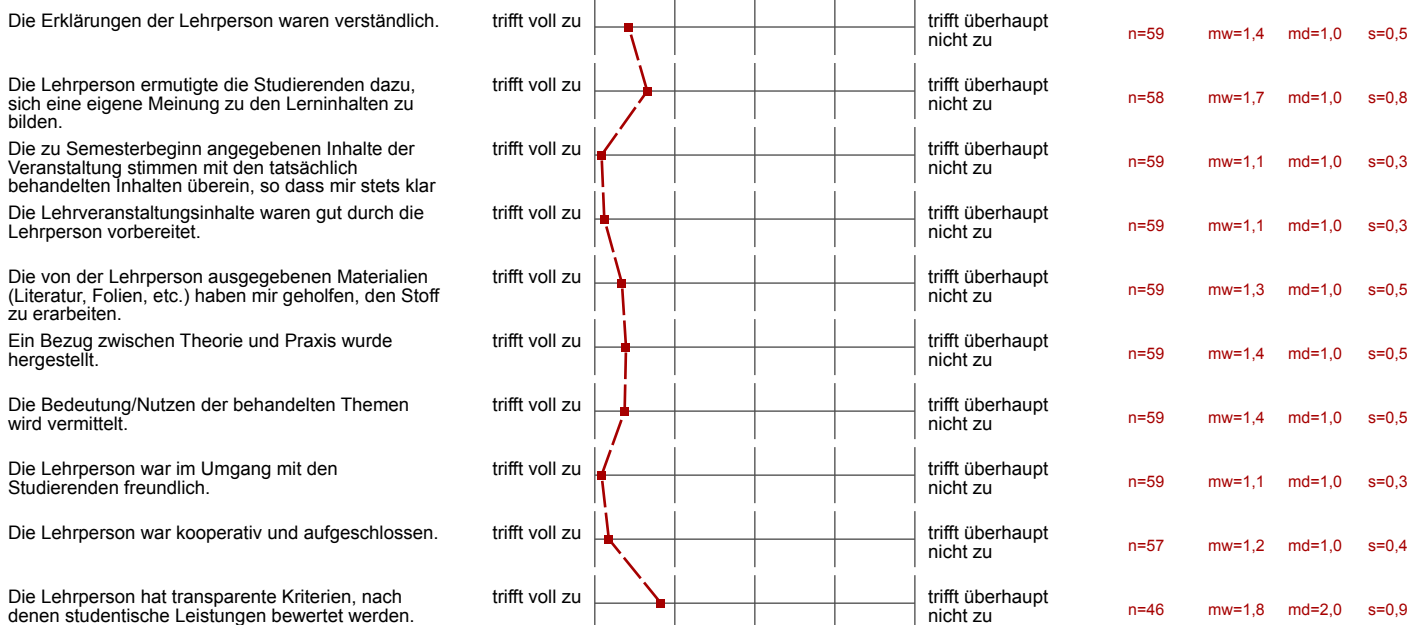 Die Erklärungen der Lehrperson waren verständlich.
trifft voll zu
trifft überhaupt
nicht zu
n=59 mw=1,4 md=1,0 s=0,5
Die Lehrperson ermutigte die Studierenden dazu,
sich eine eigene Meinung zu den Lerninhalten zu
bilden.
trifft voll zu
trifft überhaupt
nicht zu
n=58 mw=1,7 md=1,0 s=0,8
Die zu Semesterbeginn angegebenen Inhalte der
Veranstaltung stimmen mit den tatsächlich
behandelten Inhalten überein, so dass mir stets klar
trifft voll zu
trifft überhaupt
nicht zu
n=59 mw=1,1 md=1,0 s=0,3
Die Lehrveranstaltungsinhalte waren gut durch die
Lehrperson vorbereitet.
trifft voll zu
trifft überhaupt
nicht zu
n=59 mw=1,1 md=1,0 s=0,3
Die von der Lehrperson ausgegebenen Materialien
(Literatur, Folien, etc.) haben mir geholfen, den Stoff
zu erarbeiten.
trifft voll zu
trifft überhaupt
nicht zu
n=59 mw=1,3 md=1,0 s=0,5
Ein Bezug zwischen Theorie und Praxis wurde
hergestellt.
trifft voll zu
trifft überhaupt
nicht zu
n=59 mw=1,4 md=1,0 s=0,5
Die Bedeutung/Nutzen der behandelten Themen
wird vermittelt.
trifft voll zu
trifft überhaupt
nicht zu
n=59 mw=1,4 md=1,0 s=0,5
Die Lehrperson war im Umgang mit den
Studierenden freundlich.
trifft voll zu
trifft überhaupt
nicht zu
n=59 mw=1,1 md=1,0 s=0,3
Die Lehrperson war kooperativ und aufgeschlossen.
trifft voll zu
trifft überhaupt
nicht zu
n=57 mw=1,2 md=1,0 s=0,4
Die Lehrperson hat transparente Kriterien, nach
denen studentische Leistungen bewertet werden.
trifft voll zu
trifft überhaupt
nicht zu
n=46 mw=1,8 md=2,0 s=0,9